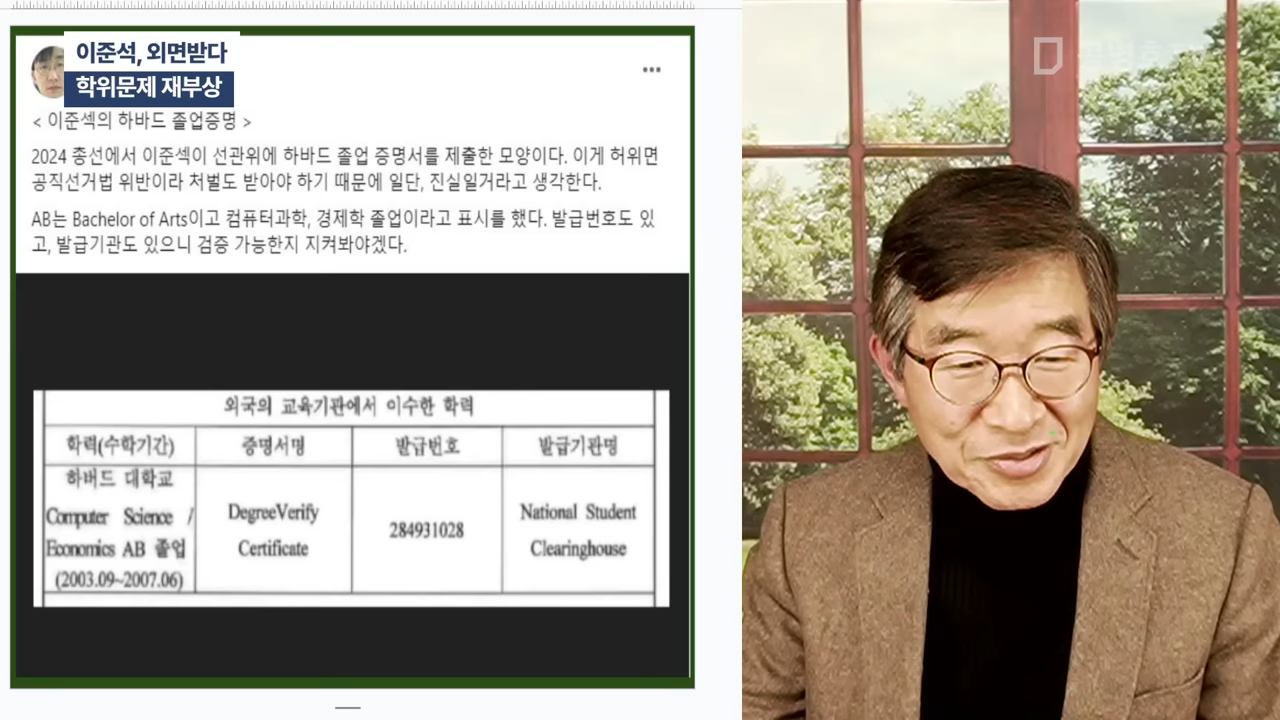 이준석, 외면받다
학위문제 재부상
< 이준섹의 하바드 졸업증명 >
2024 총선에서 이준섹이 선관위에 하바드 졸업 증명서를 제출한 모양이다. 이게 허위면
공직선거법 위반이라 처벌도 받아야 하기 때문에 일단, 진실일거라고 생각한다.
AB는 Bachelor of Arts이고 컴퓨터과학, 경제학 졸업이라고 표시를 했다. 발급번호도 있
고, 발급기관도 있으니 검증 가능한지 지켜봐야겠다.
외국의 교육기관에서 이수한 학력
학력(수학기간) 증명서명 발급번호 발급기관명
하버드 대학교
Computer Science /
Economics AB 졸업
(2003.09~2007.06)
DegreeVerify
Certificate
284931028
National Student
Clearinghouse